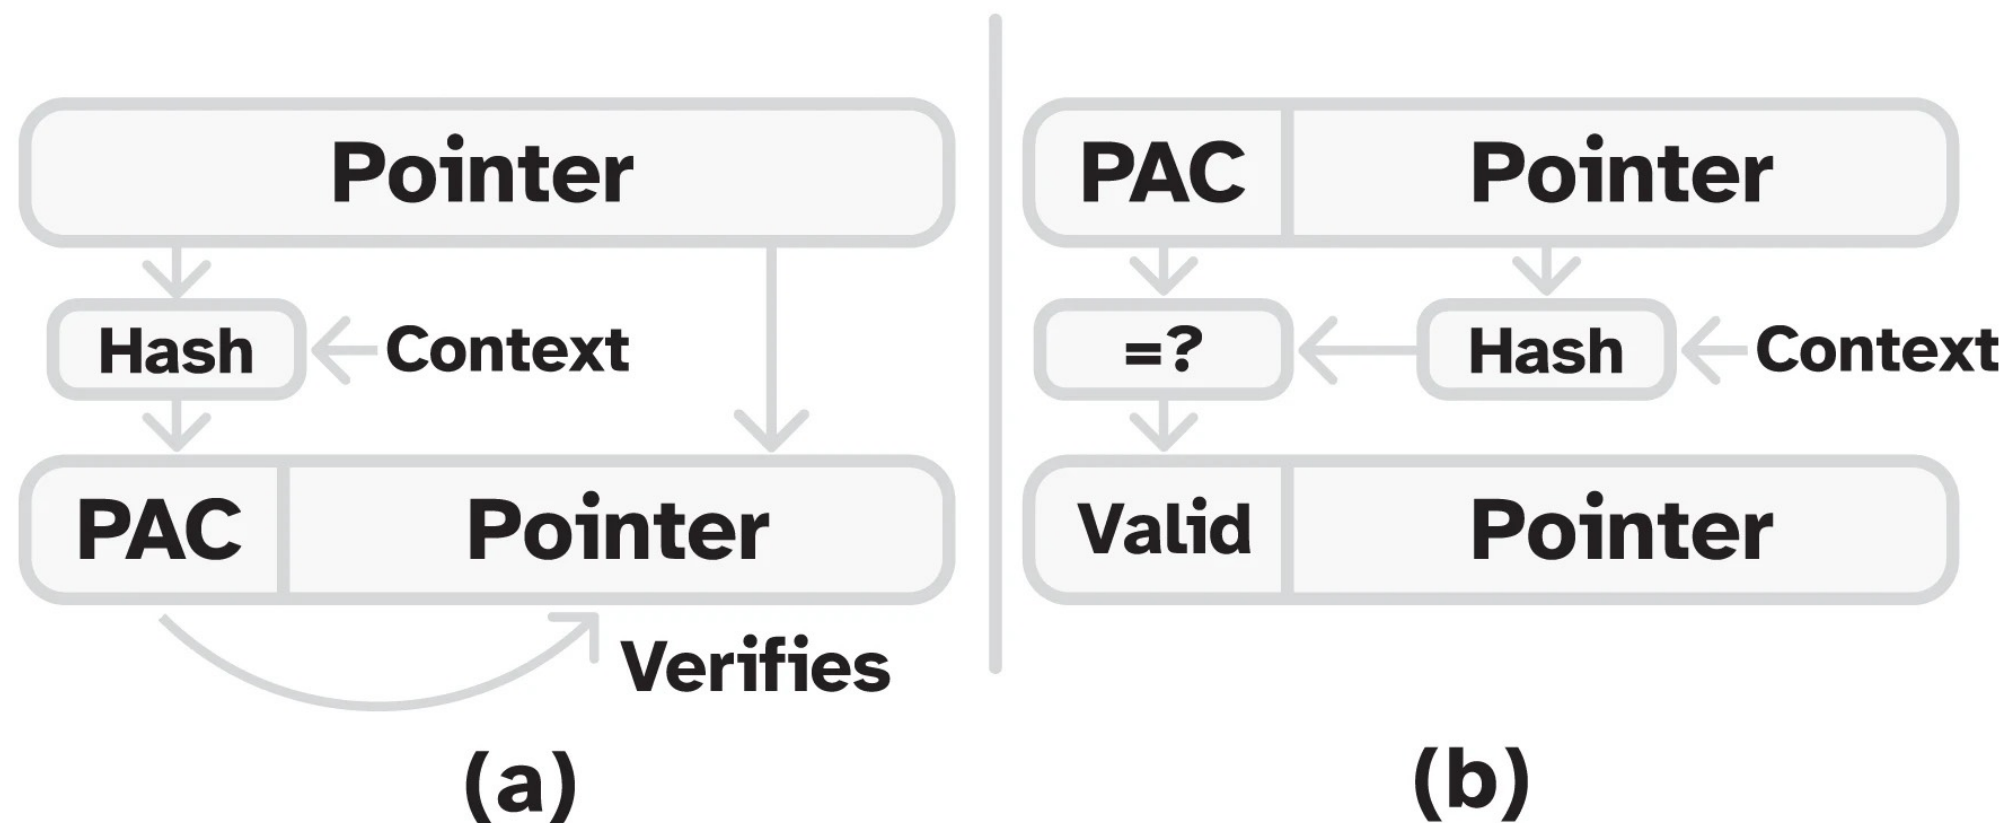 Pointer
Hash
Context
PAC
Pointer
Verifies
(a)
PAC
Pointer
=?
Hash
Context
Valid
Pointer
(b)